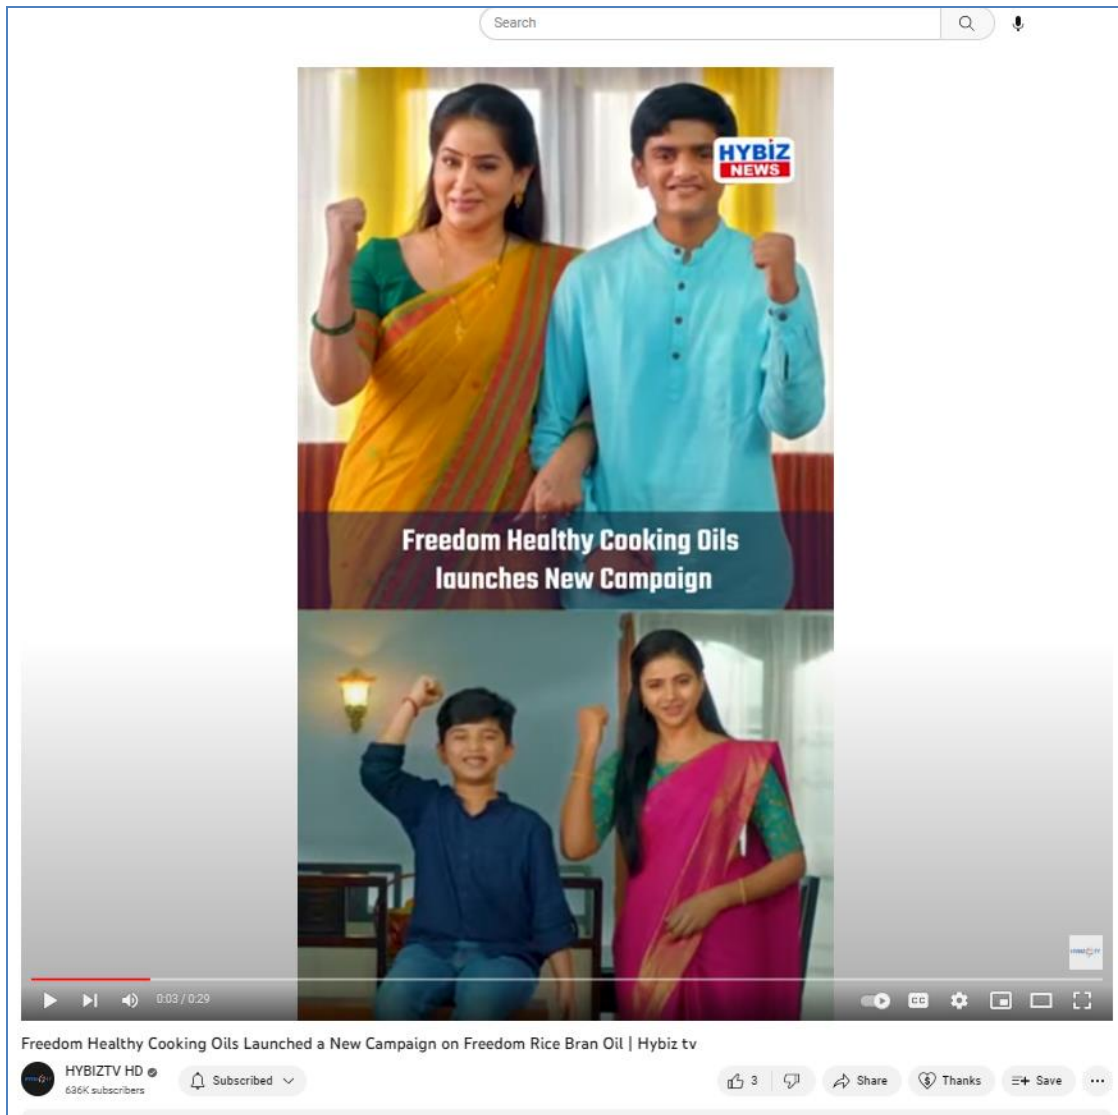 Search
HYBIZ
NEWS
Freedom Healthy Cooking Oils
launches New Campaign
0:03 / 0:29
CC
Freedom Healthy Cooking Oils Launched a New Campaign on Freedom Rice Bran Oil | Hybiz tv
HYBIZTV HD
636K subscribers
Subscribed
3
Share
Thanks
Save